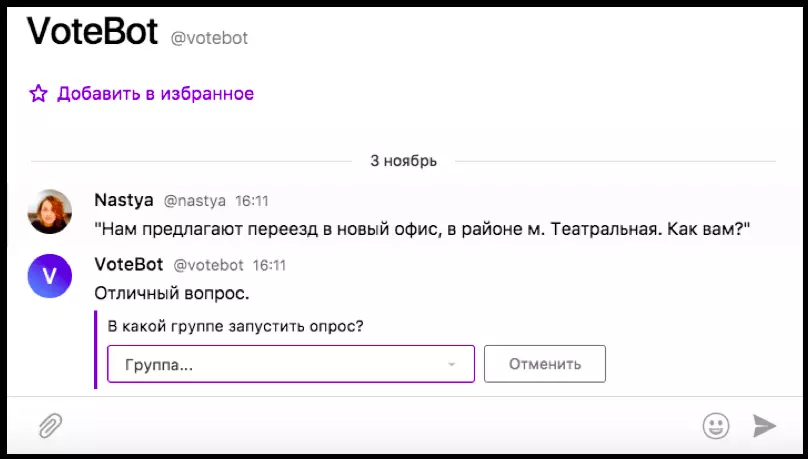 VoteBot @votebot
Добавить в избранное
3 ноябрь
Nastya @nastya 16:11
"Нам предлагают переезд в новый офис, в районе м. Театральная. Как вам?"
V
VoteBot @votebot 16:11
Отличный вопрос.
В какой группе запустить опрос?
Группа... Отменить